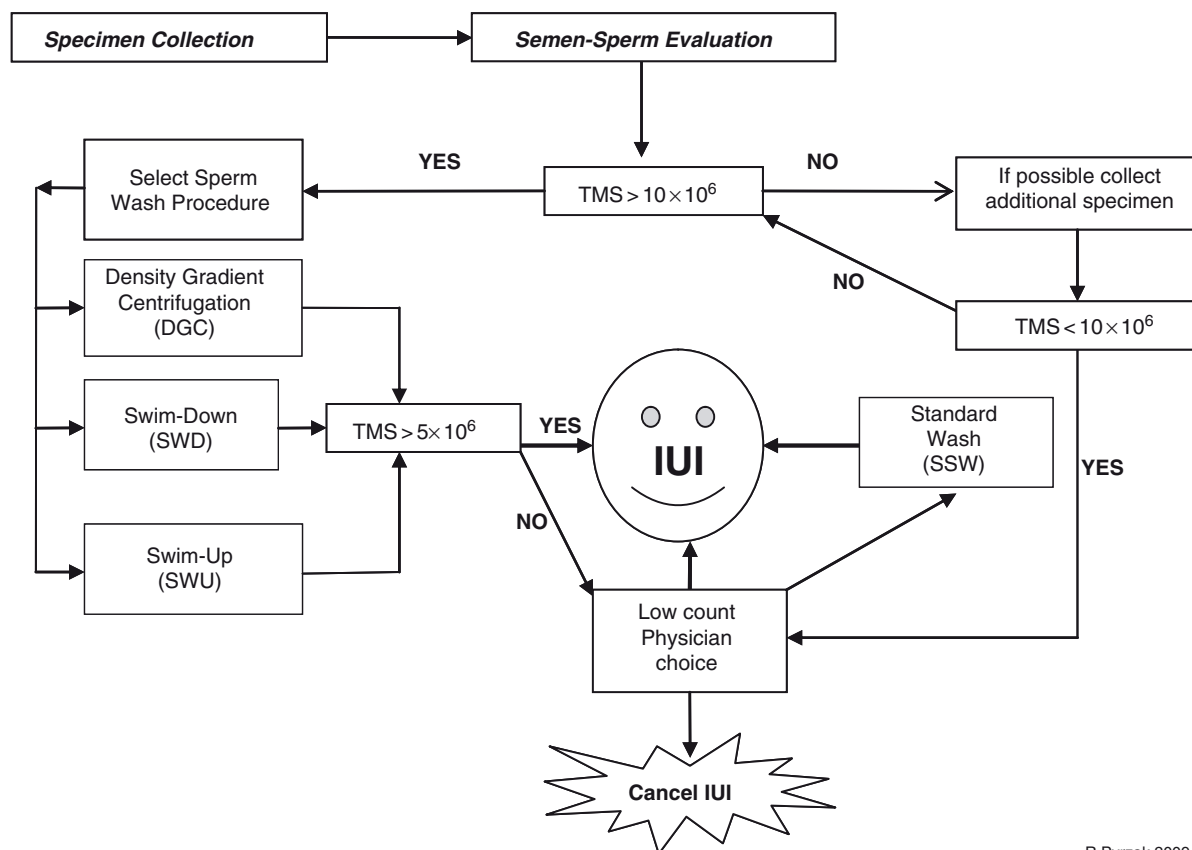 Specimen Collection
Semen-Sperm Evaluation
YES
NO
Select Sperm
Wash Procedure
TMS > 10 × 10⁶
If possible collect
additional specimen
Density Gradient
Centrifugation
(DGC)
NO
TMS < 10 × 10⁶
Swim-Down
(SWD)
TMS > 5 × 10⁶
YES
IUI
Standard
Wash
(SSW)
YES
NO
Swim-Up
(SWU)
Low count
Physician
choice
Cancel IUI